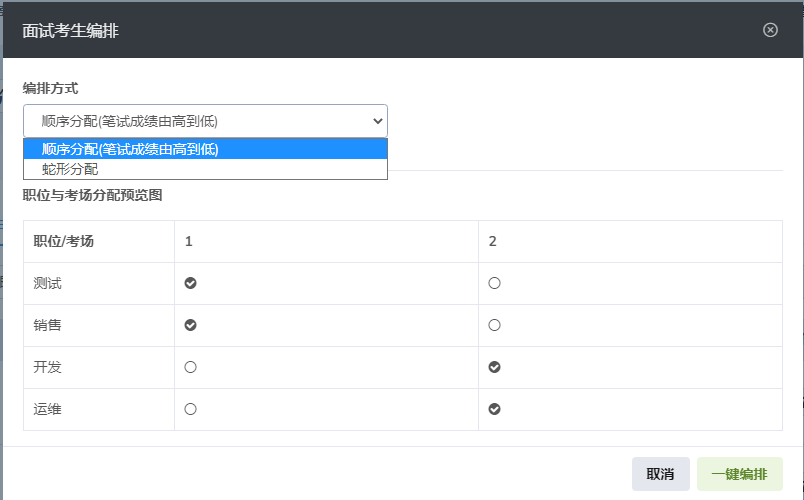 面试考生编排
编排方式
顺序分配(笔试成绩由高到低)
顺序分配(笔试成绩由高到低)
蛇形分配
职位与考场分配预览图
职位/考场 1 2
测试
销售
开发
运维
取消 一键编排